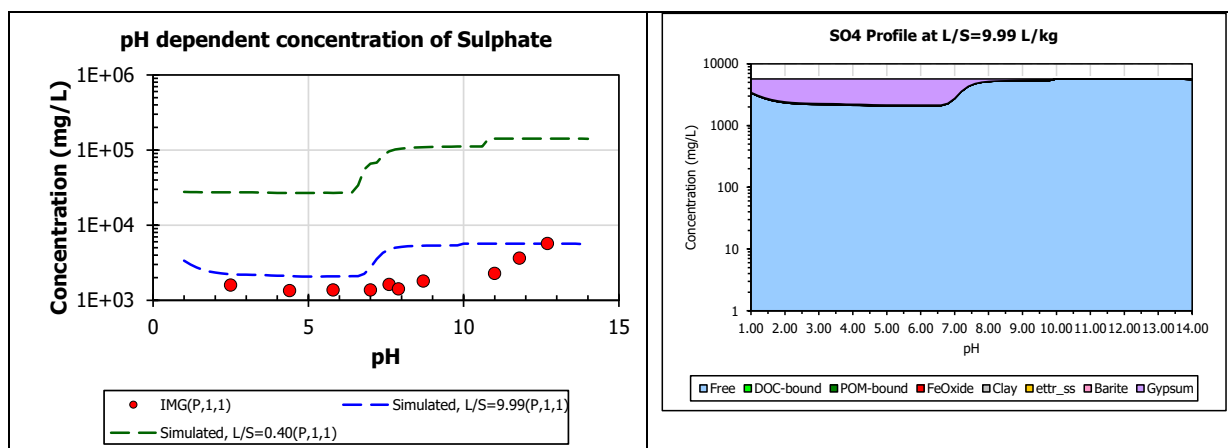 pH dependent concentration of Sulphate
Concentration (mg/L)
1E+06
1E+05
1E+04
1E+03
0 5 10 15
pH
IMG(P,1,1) Simulated, L/S=9.99(P,1,1)
Simulated, L/S=0.40(P,1,1)
SO4 Profile at L/S=9.99 L/kg
Concentration (mg/L)
10000
1000
100
10
1
1.00 2.00 3.00 4.00 5.00 6.00 7.00 8.00 9.00 10.00 11.00 12.00 13.00 14.00
pH
Free DOC-bound POM-bound FeOxide Clay ettr_ss Barite Gypsum